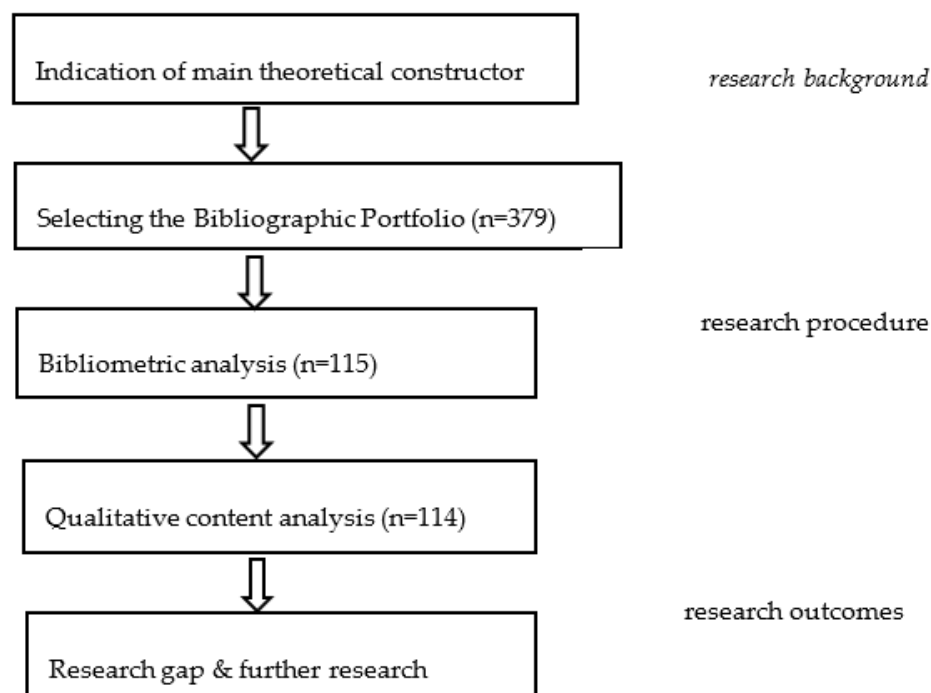 Indication of main theoretical constructor
research background
Selecting the Bibliographic Portfolio (n=379)
research procedure
Bibliometric analysis (n=115)
Qualitative content analysis (n=114)
research outcomes
Research gap & further research